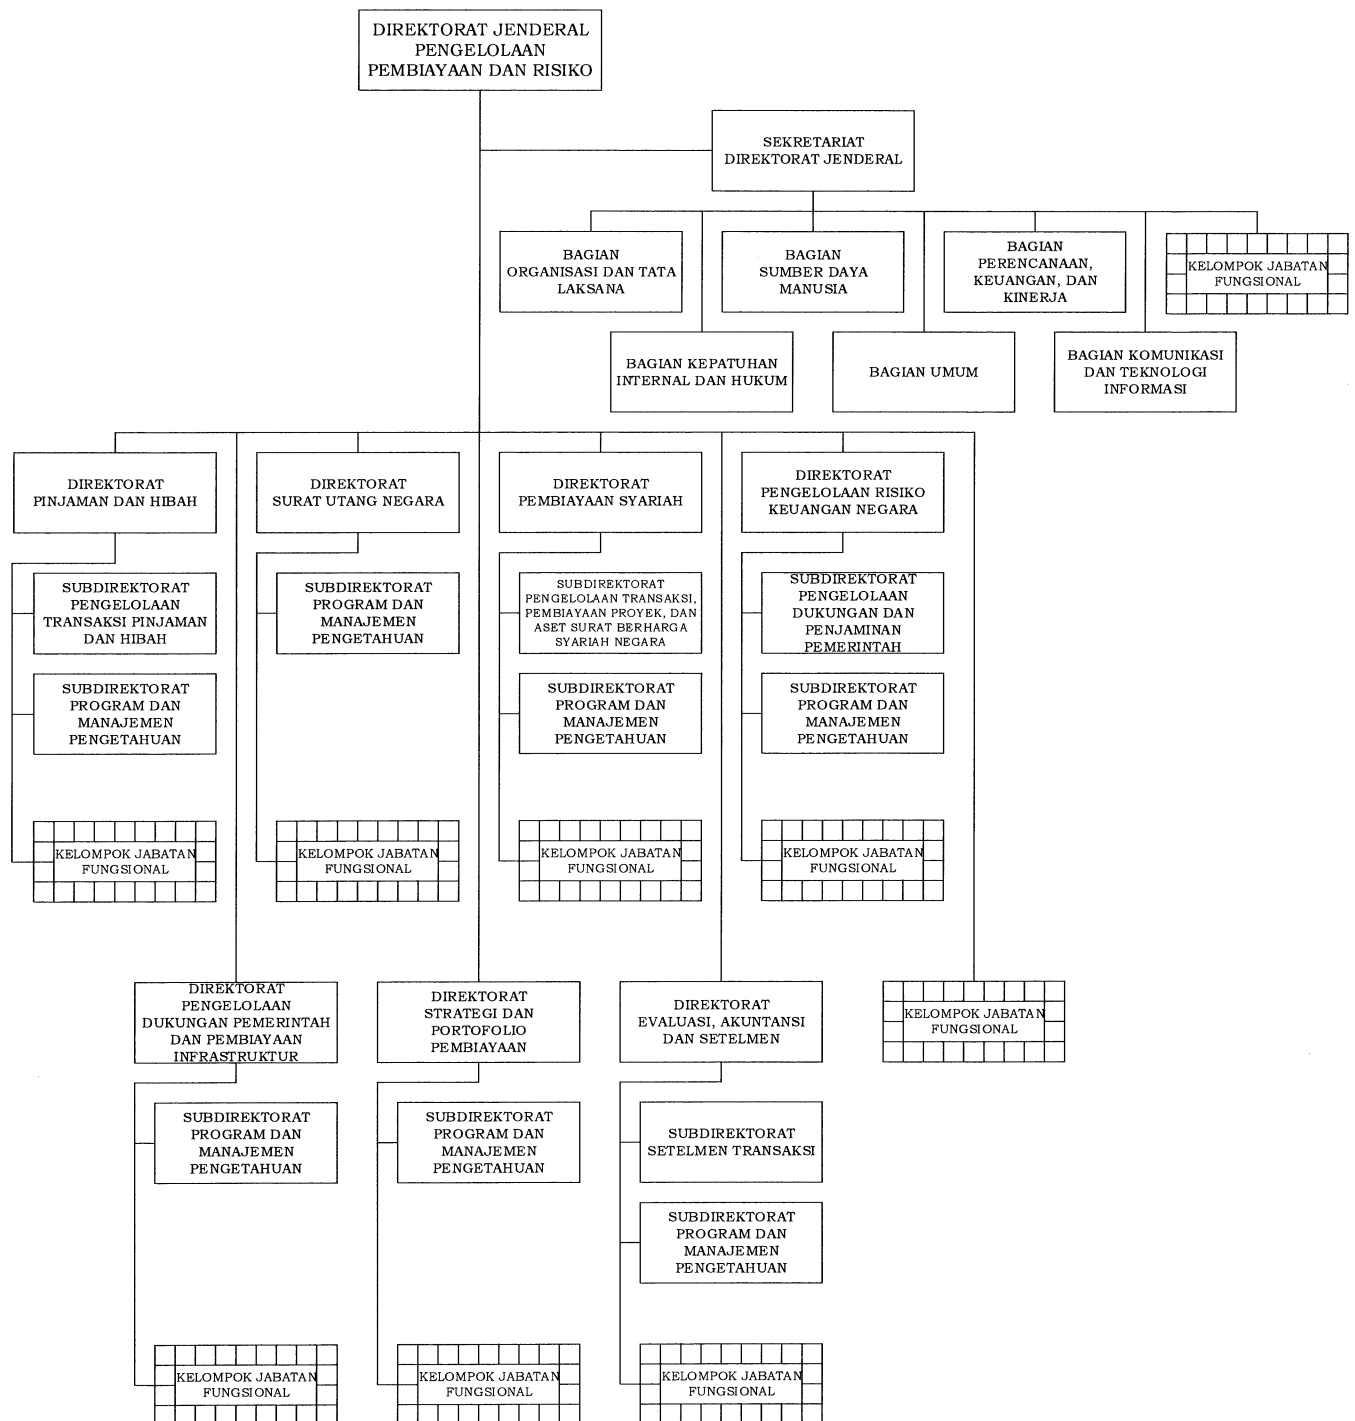 DIREKTORAT JENDERAL
PENGELOLAAN
PEMBIAYAAN DAN RISIKO
SEKRETARIAT
DIREKTORAT JENDERAL
BAGIAN
ORGANISASI DAN TATA
LAKSANA
BAGIAN
SUMBER DAYA
MANUSIA
BAGIAN
PERENCANAAN,
KEUANGAN, DAN
KINERJA
KELOMPOK JABATAN
FUNGSIONAL
BAGIAN KEPATUHAN
INTERNAL DAN HUKUM
BAGIAN UMUM
BAGIAN KOMUNIKASI
DAN TEKNOLOGI
INFORMASI
DIREKTORAT
PINJAMAN DAN HIBAH
DIREKTORAT
SURAT UTANG NEGARA
DIREKTORAT
PEMBIAYAAN SYARIAH
DIREKTORAT
PENGELOLAAN RISIKO
KEUANGAN NEGARA
SUBDIREKTORAT
PENGELOLAAN
TRANSAKSI PINJAMAN
DAN HIBAH
SUBDIREKTORAT
PROGRAM DAN
MANAJEMEN
PENGETAHUAN
SUBDIREKTORAT
PENGELOLAAN TRANSAKSI,
PEMBIAYAAN PROYEK, DAN
ASET SURAT BERHARGA
SYARIAH NEGARA
SUBDIREKTORAT
PENGELOLAAN
DUKUNGAN DAN
PENJAMINAN
PEMERINTAH
SUBDIREKTORAT
PROGRAM DAN
MANAJEMEN
PENGETAHUAN
SUBDIREKTORAT
PROGRAM DAN
MANAJEMEN
PENGETAHUAN
SUBDIREKTORAT
PROGRAM DAN
MANAJEMEN
PENGETAHUAN
KELOMPOK JABATAN
FUNGSIONAL
KELOMPOK JABATAN
FUNGSIONAL
KELOMPOK JABATAN
FUNGSIONAL
KELOMPOK JABATAN
FUNGSIONAL
DIREKTORAT
PENGELOLAAN
DUKUNGAN PEMERINTAH
DAN PEMBIAYAAN
INFRASTRUKTUR
DIREKTORAT
STRATEGI DAN
PORTOFOLIO
PEMBIAYAAN
DIREKTORAT
EVALUASI, AKUNTANSI
DAN SETELMEN
KELOMPOK JABATAN
FUNGSIONAL
SUBDIREKTORAT
PROGRAM DAN
MANAJEMEN
PENGETAHUAN
SUBDIREKTORAT
PROGRAM DAN
MANAJEMEN
PENGETAHUAN
SUBDIREKTORAT
SETELMEN TRANSAKSI
SUBDIREKTORAT
PROGRAM DAN
MANAJEMEN
PENGETAHUAN
KELOMPOK JABATAN
FUNGSIONAL
KELOMPOK JABATAN
FUNGSIONAL
KELOMPOK JABATAN
FUNGSIONAL